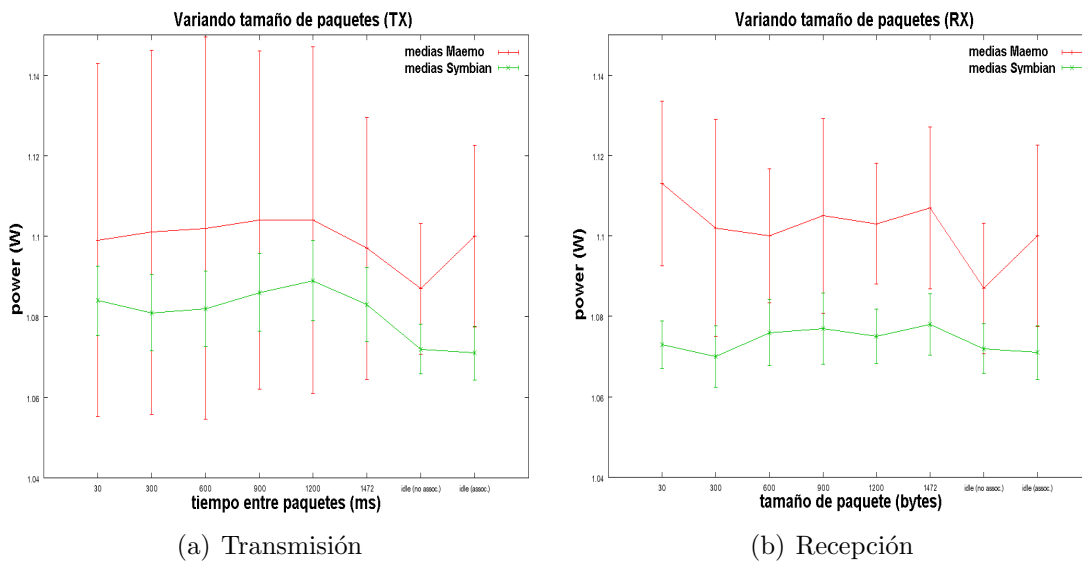 Variando tamaño de paquetes (TX)
medias Maemo
medias Symbian
1.14
1.12
1.1
1.08
1.06
1.04
power (W)
30 300 600 900 1200 1472 idle (no assoc.) idle (assoc.)
tiempo entre paquetes (ms)
(a) Transmisión
Variando tamaño de paquetes (RX)
medias Maemo
medias Symbian
1.14
1.12
1.1
1.08
1.06
1.04
power (W)
30 300 600 900 1200 1472 idle (no assoc.) idle (assoc.)
tamaño de paquete (bytes)
(b) Recepción